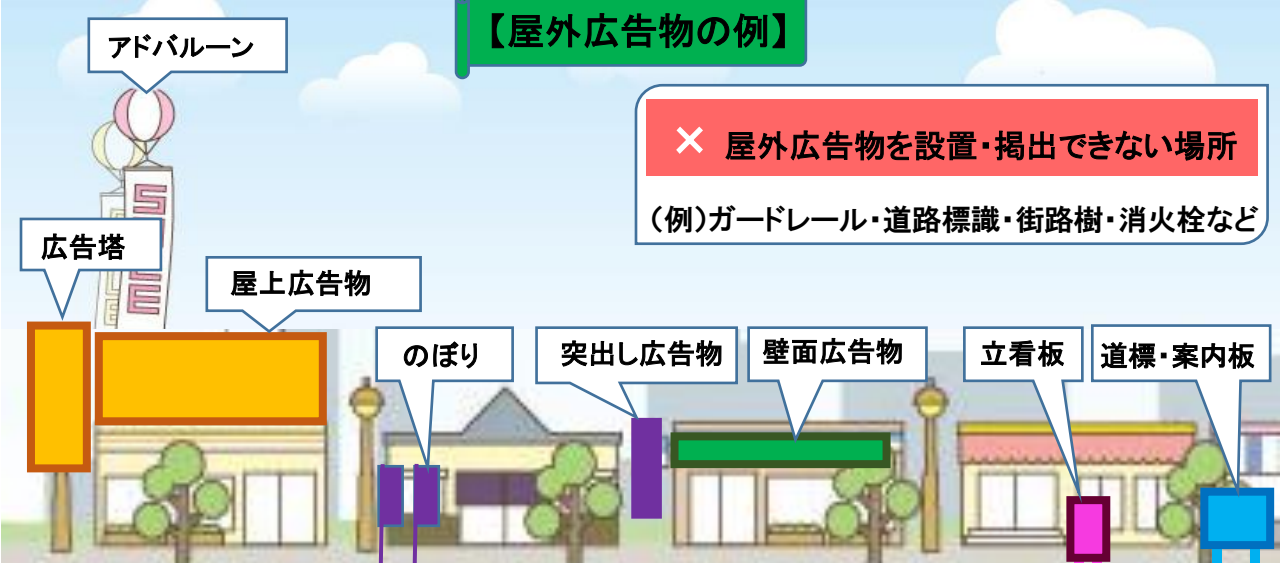 【屋外広告物の例】
アドバルーン
× 屋外広告物を設置・掲出できない場所
（例）ガードレール・道路標識・街路樹・消火栓など
広告塔
屋上広告物
のぼり
突出し広告物
壁面広告物
立看板
道標・案内板